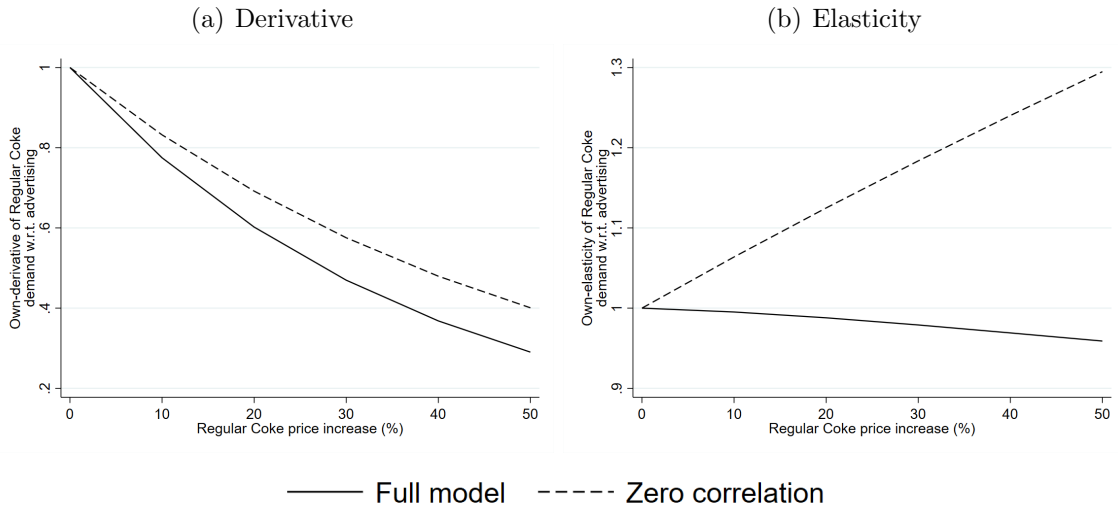 (a) Derivative
Own-derivative of Regular Coke
demand w.r.t. advertising
1
.8
.6
.4
.2
0 10 20 30 40 50
Regular Coke price increase (%)
(b) Elasticity
Own-elasticity of Regular Coke
demand w.r.t. advertising
1.3
1.2
1.1
1
.9
0 10 20 30 40 50
Regular Coke price increase (%)
Full model
Zero correlation